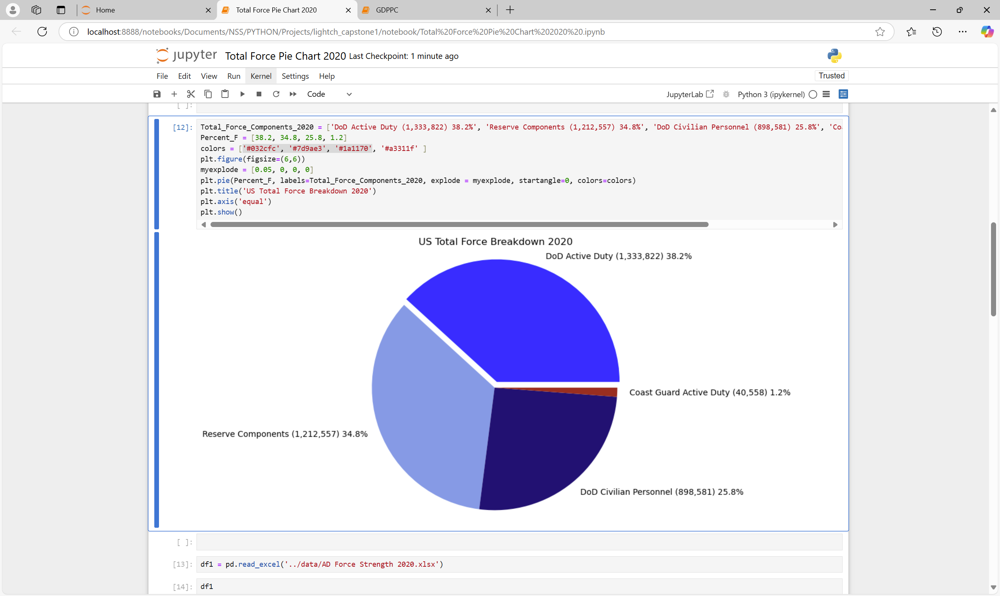 Home
Total Force Pie Chart 2020
GDPPC
localhost:8888/notebooks/Documents/NSS/PYTHON/Projects/lightch_capstone1/notebook/Total%20Force%20Pie%20Chart%202020%20.ipynb
jupyter Total Force Pie Chart 2020 Last Checkpoint: 1 minute ago
File Edit View Run Kernel Settings Help
Trusted
Code
JupyterLab Python 3 (ipykernel)
[ ]:
[12]: Total_Force_Components_2020 = ['DoD Active Duty (1,333,822) 38.2%', 'Reserve Components (1,212,557) 34.8%', 'DoD Civilian Personnel (898,581) 25.8%', 'Co
Percent_F = [38.2, 34.8, 25.8, 1.2]
colors = ['#032cfc', '#7d9ae3', '#1a1170', '#a3311f' ]
plt.figure(figsize=(6,6))
myexplode = [0.05, 0, 0, 0]
plt.pie(Percent_F, labels=Total_Force_Components_2020, explode = myexplode, startangle=0, colors=colors)
plt.title('US Total Force Breakdown 2020')
plt.axis('equal')
plt.show()
US Total Force Breakdown 2020
DoD Active Duty (1,333,822) 38.2%
Coast Guard Active Duty (40,558) 1.2%
Reserve Components (1,212,557) 34.8%
DoD Civilian Personnel (898,581) 25.8%
[ ]:
[13]: df1 = pd.read_excel('../data/AD Force Strength 2020.xlsx')
[14]: df1